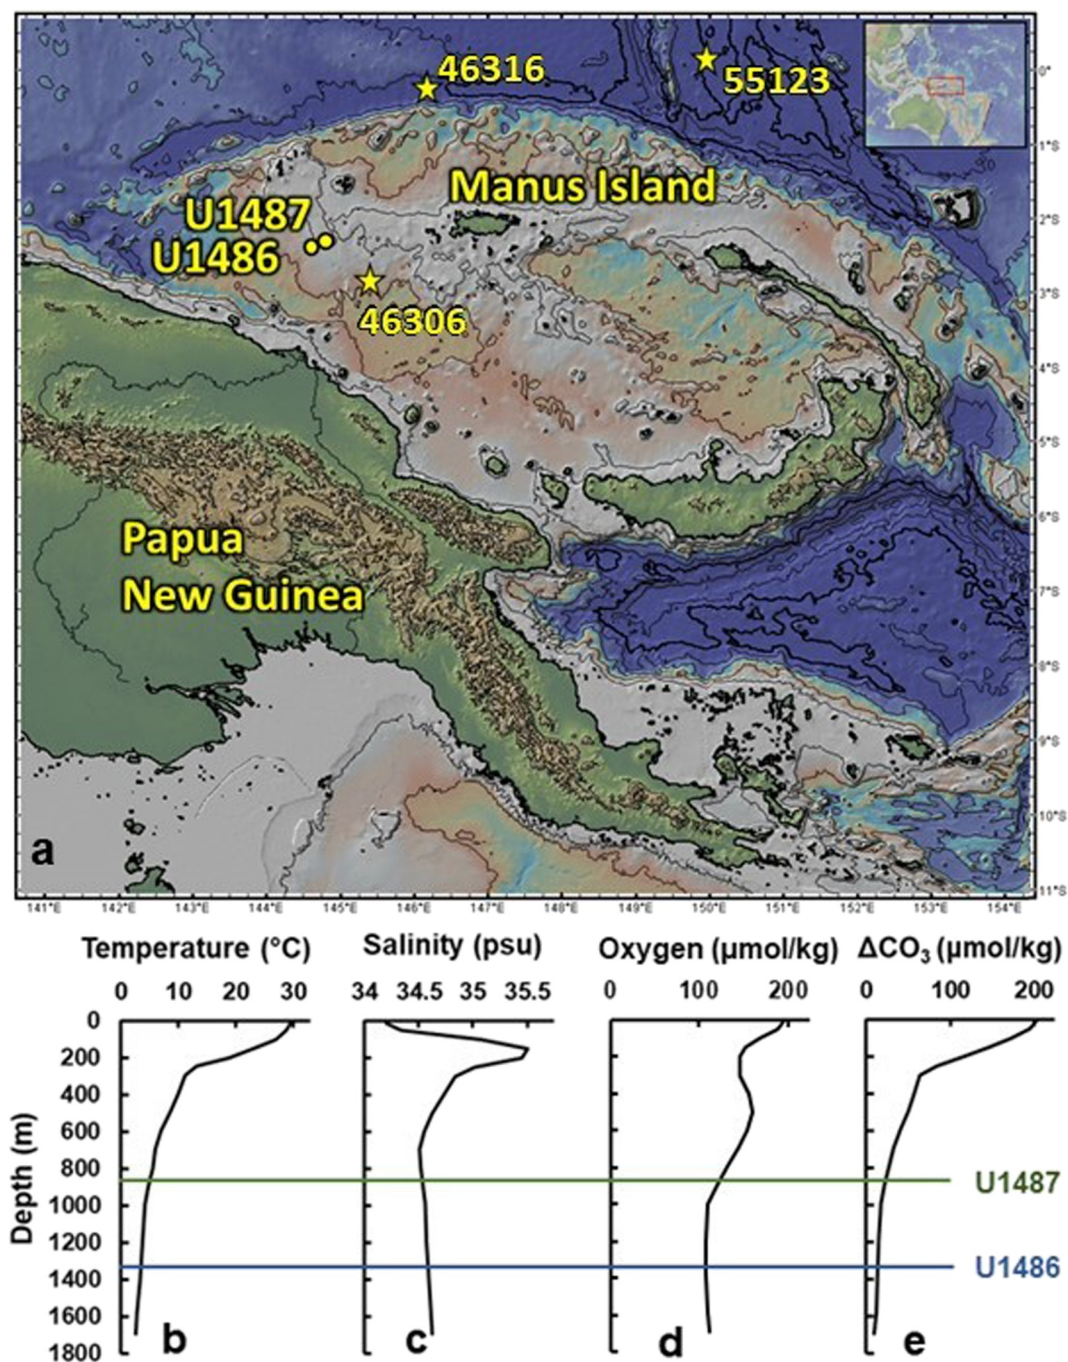 46316
55123
0°
1°S
Manus Island
U1487
2°S
U1486
46306
3°S
4°S
5°S
Papua
New Guinea
6°S
7°S
8°S
9°S
10°S
a
11°S
141°E 142°E 143°E 144°E 145°E 146°E 147°E 148°E 149°E 150°E 151°E 152°E 153°E 154°E
Temperature (°C) Salinity (psu) Oxygen (µmol/kg) ΔCO₃ (µmol/kg)
0 10 20 30 34 34.5 35 35.5 0 100 200 0 100 200
Depth (m)
0
200
400
600
800
U1487
1000
1200
U1486
1400
1600
b c d e
1800